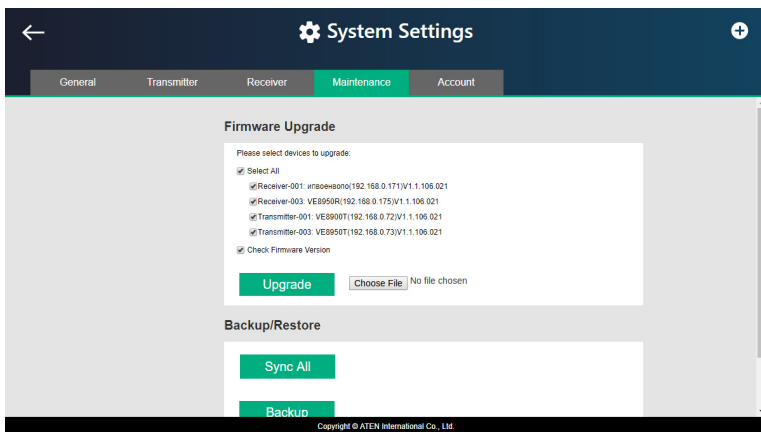 System Settings
General Transmitter Receiver Maintenance Account
Firmware Upgrade
Please select devices to upgrade:
Select All
Receiver-001: ипвоенвопо(192.168.0.171)V1.1.106.021
Receiver-003: VE8950R(192.168.0.175)V1.1.106.021
Transmitter-001: VE8900T(192.168.0.72)V1.1.106.021
Transmitter-003: VE8950T(192.168.0.73)V1.1.106.021
Check Firmware Version
Upgrade Choose File No file chosen
Backup/Restore
Sync All
Backup
Copyright © ATEN International Co., Ltd.